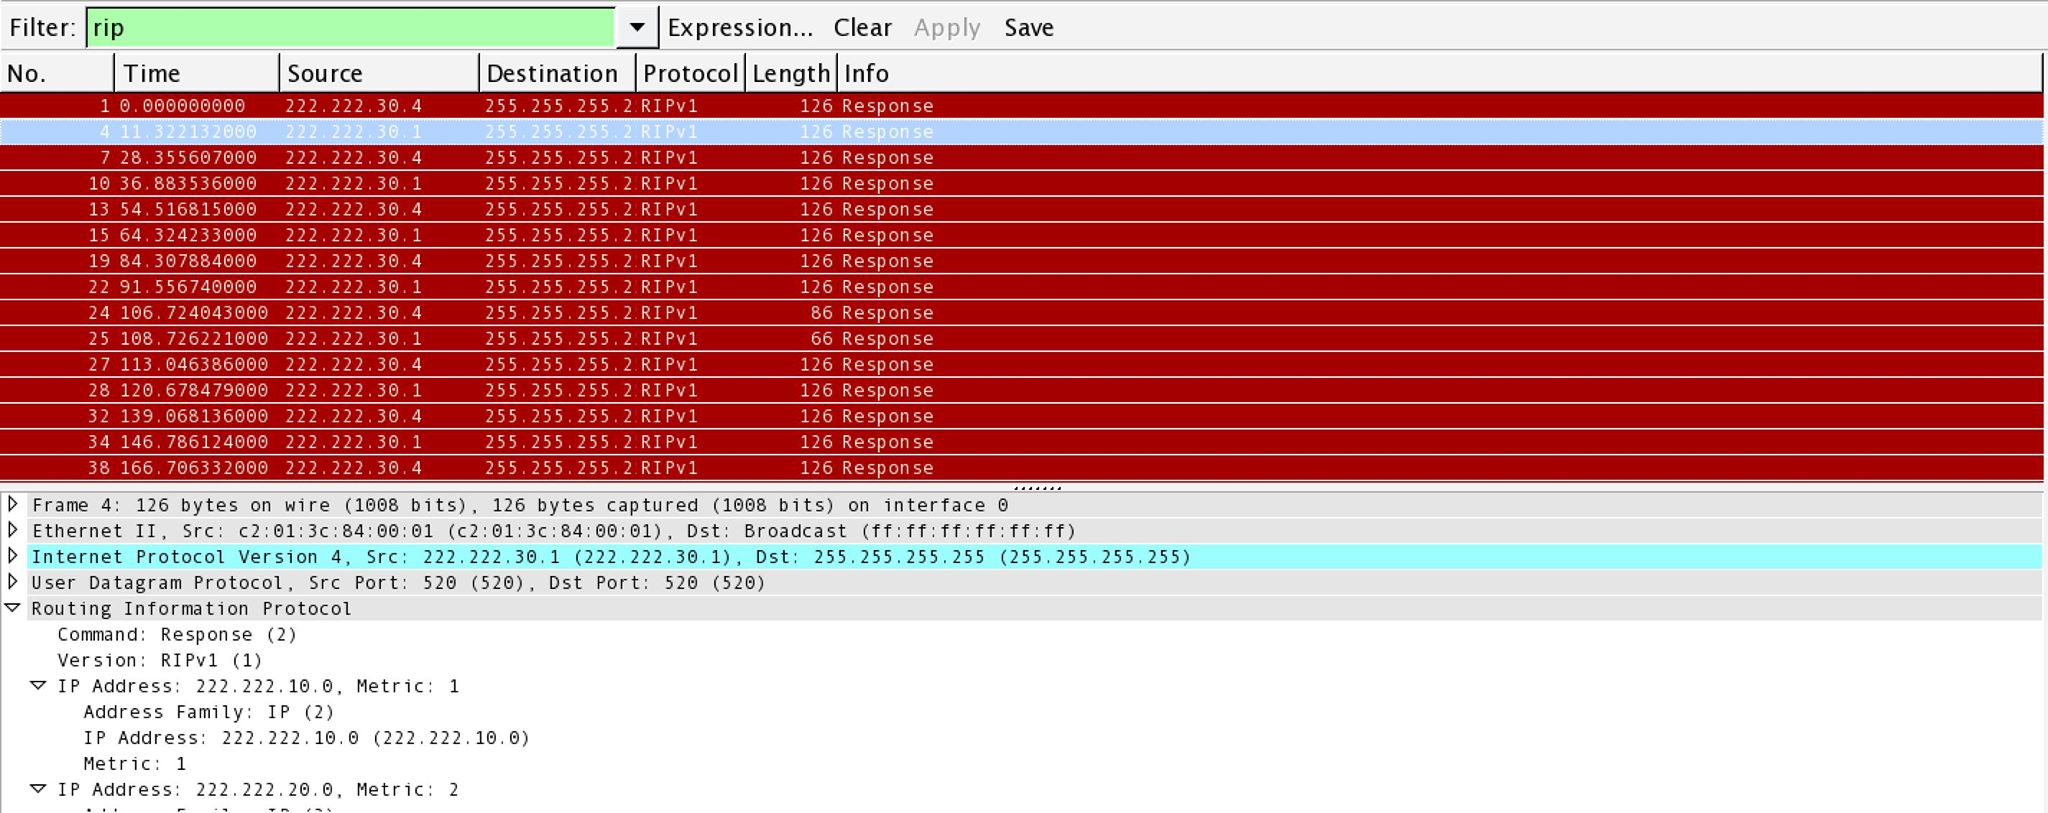 Filter: rip Expression... Clear Apply Save
No. Time Source Destination Protocol Length Info
1 0.000000000 222.222.30.4 255.255.255.2 RIPv1 126 Response
4 11.322132000 222.222.30.1 255.255.255.2 RIPv1 126 Response
7 28.355607000 222.222.30.4 255.255.255.2 RIPv1 126 Response
10 36.883536000 222.222.30.1 255.255.255.2 RIPv1 126 Response
13 54.516815000 222.222.30.4 255.255.255.2 RIPv1 126 Response
15 64.324233000 222.222.30.1 255.255.255.2 RIPv1 126 Response
19 84.307884000 222.222.30.4 255.255.255.2 RIPv1 126 Response
22 91.556740000 222.222.30.1 255.255.255.2 RIPv1 126 Response
24 106.724043000 222.222.30.4 255.255.255.2 RIPv1 86 Response
25 108.726221000 222.222.30.1 255.255.255.2 RIPv1 66 Response
27 113.046386000 222.222.30.4 255.255.255.2 RIPv1 126 Response
28 120.678479000 222.222.30.1 255.255.255.2 RIPv1 126 Response
32 139.068136000 222.222.30.4 255.255.255.2 RIPv1 126 Response
34 146.786124000 222.222.30.1 255.255.255.2 RIPv1 126 Response
38 166.706332000 222.222.30.4 255.255.255.2 RIPv1 126 Response
Frame 4: 126 bytes on wire (1008 bits), 126 bytes captured (1008 bits) on interface 0
Ethernet II, Src: c2:01:3c:84:00:01 (c2:01:3c:84:00:01), Dst: Broadcast (ff:ff:ff:ff:ff:ff)
Internet Protocol Version 4, Src: 222.222.30.1 (222.222.30.1), Dst: 255.255.255.255 (255.255.255.255)
User Datagram Protocol, Src Port: 520 (520), Dst Port: 520 (520)
Routing Information Protocol
Command: Response (2)
Version: RIPv1 (1)
IP Address: 222.222.10.0, Metric: 1
Address Family: IP (2)
IP Address: 222.222.10.0 (222.222.10.0)
Metric: 1
IP Address: 222.222.20.0, Metric: 2